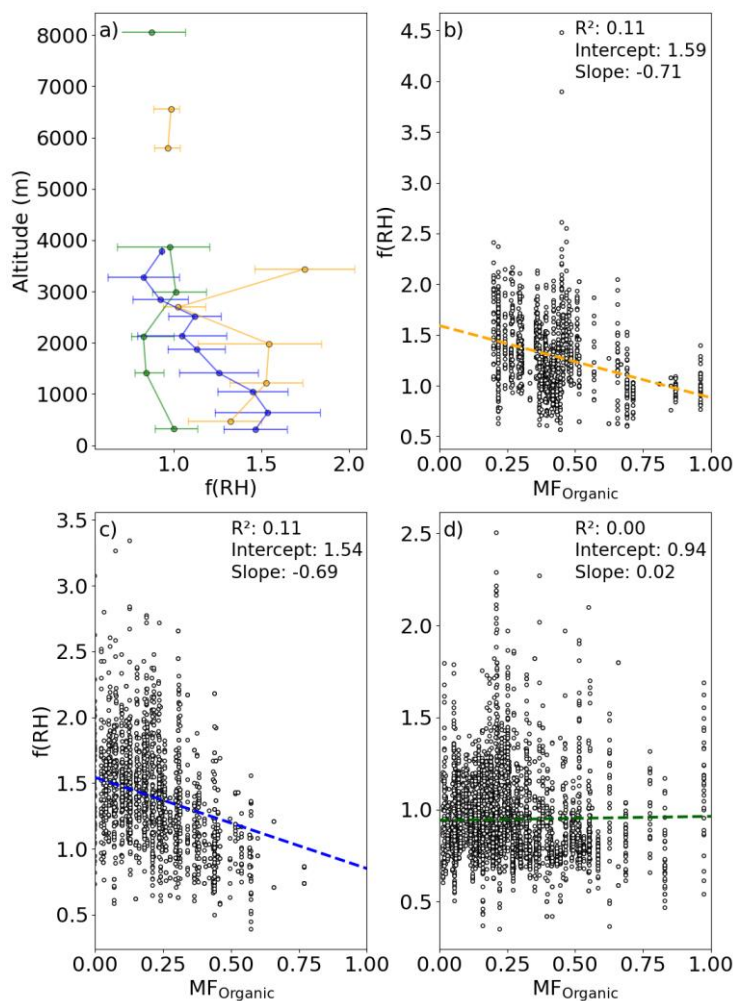 a)
8000
7000
6000
5000
4000
3000
2000
1000
0
Altitude (m)
1.0
1.5
2.0
f(RH)
b)
R²: 0.11
Intercept: 1.59
Slope: -0.71
4.5
4.0
3.5
3.0
2.5
2.0
1.5
1.0
0.5
f(RH)
0.00
0.25
0.50
0.75
1.00
MF_Organic
c)
R²: 0.11
Intercept: 1.54
Slope: -0.69
3.5
3.0
2.5
2.0
1.5
1.0
0.5
f(RH)
0.00
0.25
0.50
0.75
1.00
MF_Organic
d)
R²: 0.00
Intercept: 0.94
Slope: 0.02
2.5
2.0
1.5
1.0
0.5
0.00
0.25
0.50
0.75
1.00
MF_Organic